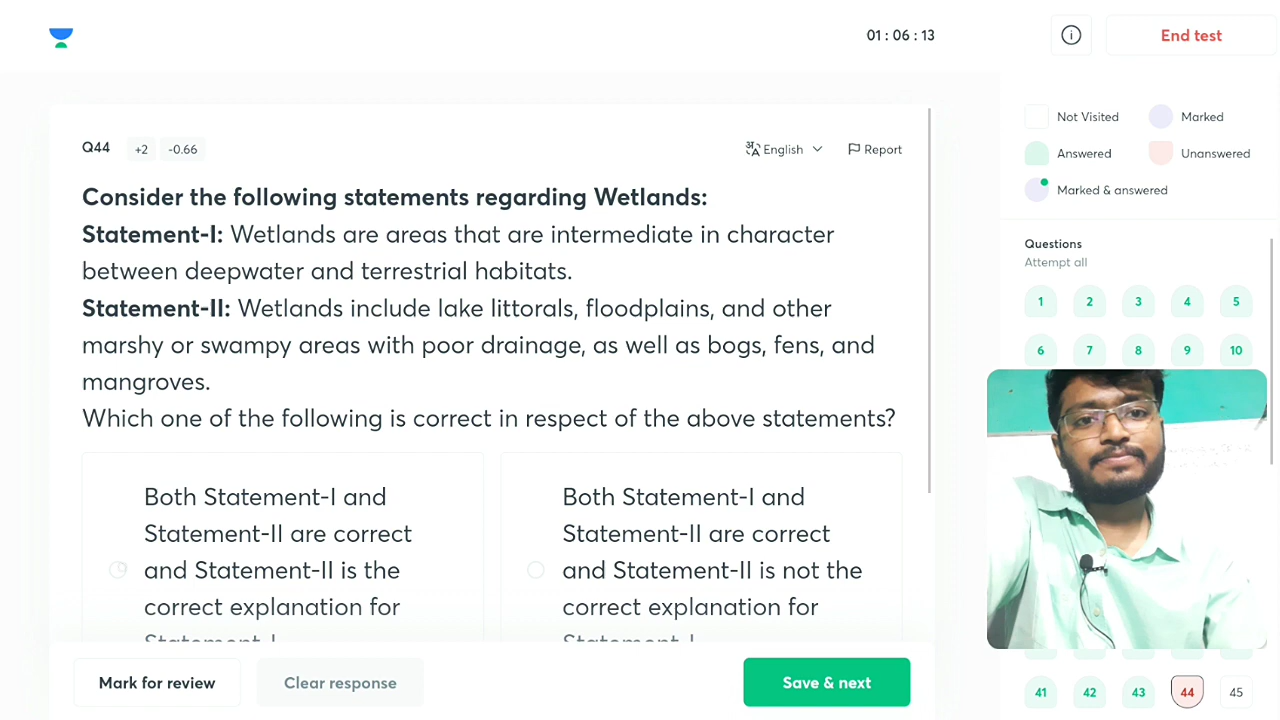 01 : 06 : 13
End test
Q44 +2 -0.66
English
Report
Consider the following statements regarding Wetlands:
Statement-I: Wetlands are areas that are intermediate in character
between deepwater and terrestrial habitats.
Statement-II: Wetlands include lake littorals, floodplains, and other
marshy or swampy areas with poor drainage, as well as bogs, fens, and
mangroves.
Which one of the following is correct in respect of the above statements?
Both Statement-I and
Statement-II are correct
and Statement-II is the
correct explanation for
Statement-I
Both Statement-I and
Statement-II are correct
and Statement-II is not the
correct explanation for
Statement-I
Mark for review
Clear response
Save & next
Not Visited
Marked
Answered
Unanswered
Marked & answered
Questions
Attempt all
1 2 3 4 5
6 7 8 9 10
41 42 43 44 45